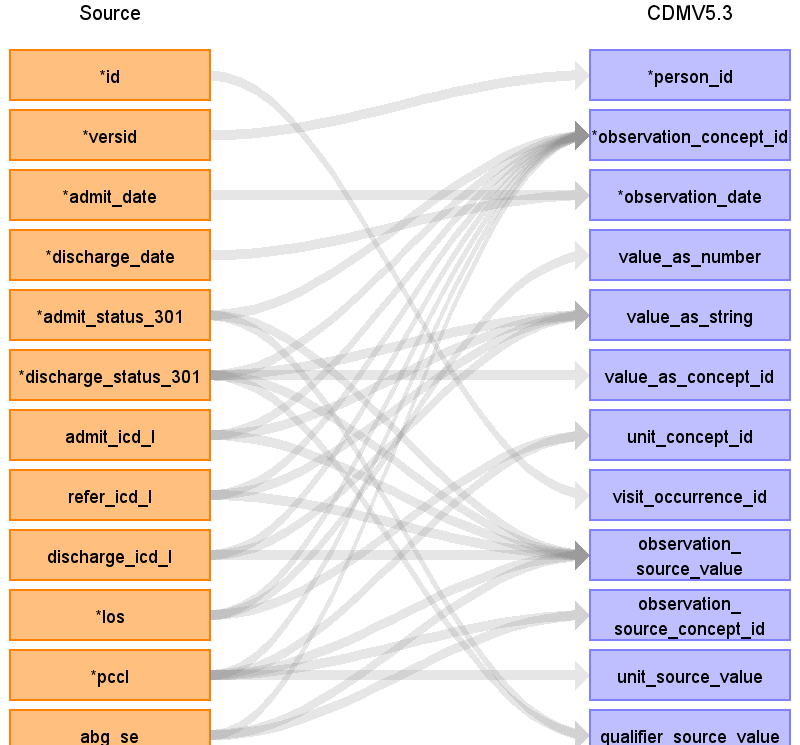 Source CDMV5.3
*id *person_id
*versid *observation_concept_id
*admit_date *observation_date
*discharge_date value_as_number
*admit_status_301 value_as_string
*discharge_status_301 value_as_concept_id
admit_icd_l unit_concept_id
refer_icd_l visit_occurrence_id
discharge_icd_l observation_
source_value
*los observation_
source_concept_id
*pccl unit_source_value
abg_se qualifier_source_value